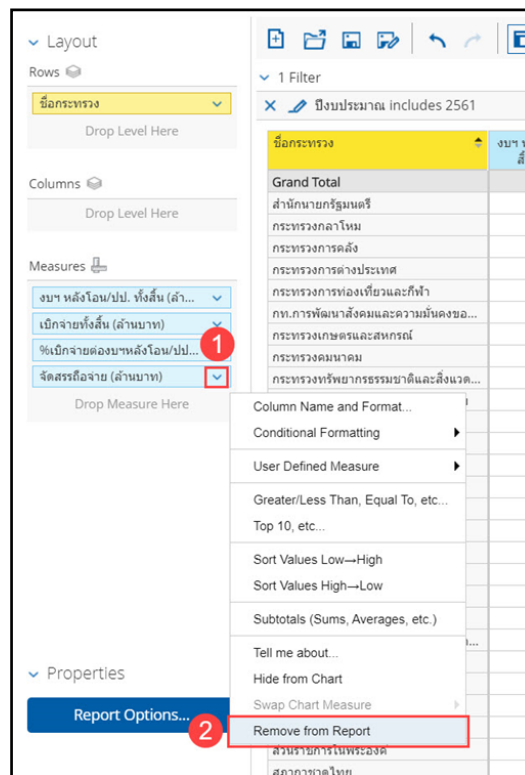 Layout
Rows
ชื่อกระทรวง
Drop Level Here
Columns
Drop Level Here
Measures
งบฯ หลังโอน/ปป. ทั้งสิ้น (ล้า...
เบิกจ่ายทั้งสิ้น (ล้านบาท)
1
%เบิกจ่ายต่องบฯหลังโอน/ปป...
จัดสรรถือจ่าย (ล้านบาท)
Drop Measure Here
1 Filter
ปีงบประมาณ includes 2561
ชื่อกระทรวง
งบฯ ห
Grand Total
สำนักนายกรัฐมนตรี
กระทรวงกลาโหม
กระทรวงการคลัง
กระทรวงการต่างประเทศ
กระทรวงการท่องเที่ยวและกีฬา
กท.การพัฒนาสังคมและความมั่นคงขอ...
กระทรวงเกษตรและสหกรณ์
กระทรวงคมนาคม
กระทรวงทรัพยากรธรรมชาติและสิ่งแวด...
Column Name and Format...
Conditional Formatting
User Defined Measure
Greater/Less Than, Equal To, etc...
Top 10, etc...
Sort Values Low→High
Sort Values High→Low
Subtotals (Sums, Averages, etc.)
Tell me about...
Hide from Chart
Swap Chart Measure
Remove from Report
Properties
Report Options...
2
ส่วนราชการในพระองค์
สภากาชาดไทย